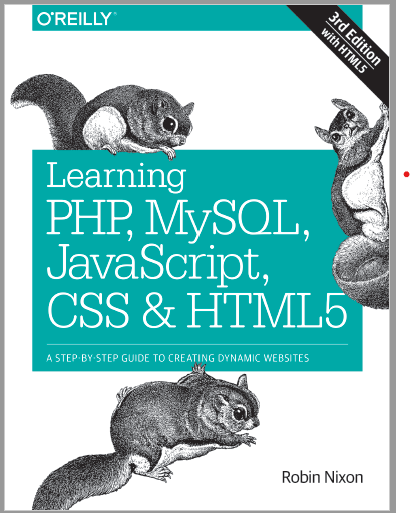 O'REILLY®
3rd Edition
with HTML5
Learning
PHP, MySQL,
JavaScript,
CSS & HTML5
A STEP-BY-STEP GUIDE TO CREATING DYNAMIC WEBSITES
Robin Nixon